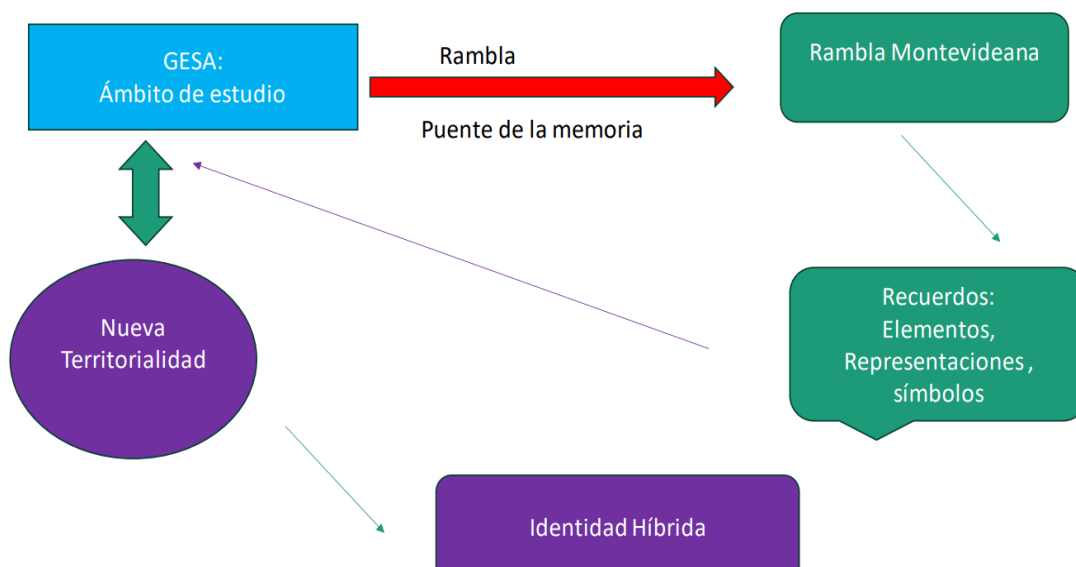 GESA:
Ámbito de estudio
Rambla
Puente de la memoria
Rambla Montevideana
Nueva
Territorialidad
Recuerdos:
Elementos,
Representaciones ,
símbolos
Identidad Híbrida